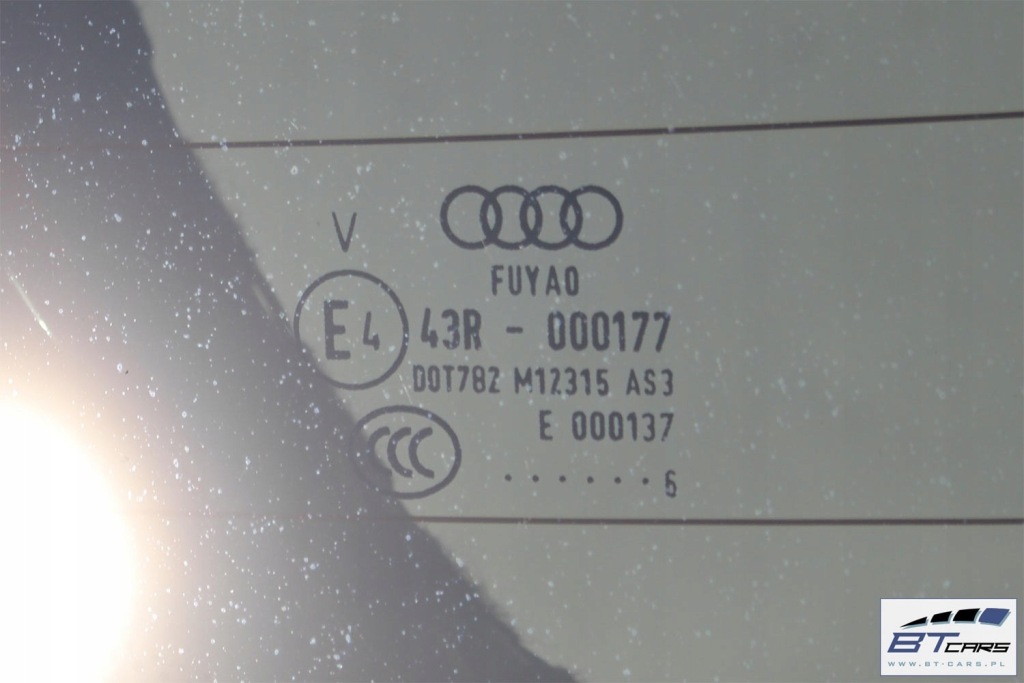 V
FUYAO
E4 43R - 000177
DOT782 M12315 AS3
CCC E 000137
. . . . . . . 6
BT CARS
WWW.BT-CARS.PL